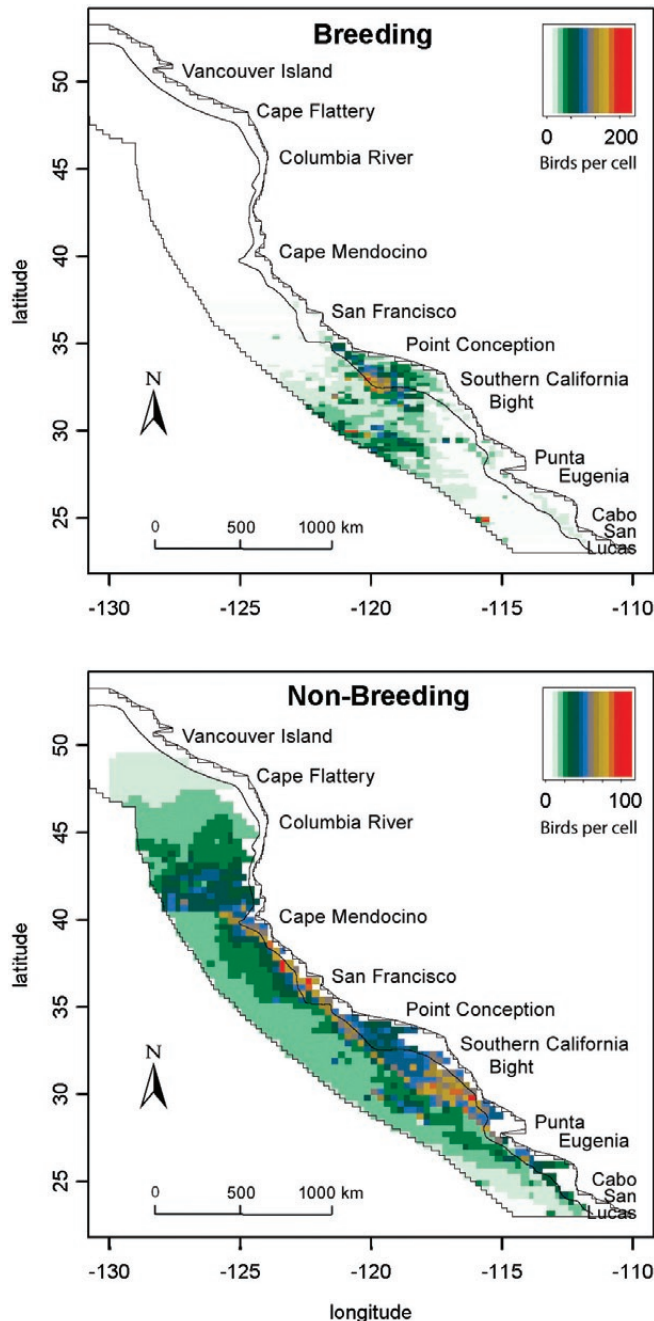 Breeding
0 200
Birds per cell
Vancouver Island
Cape Flattery
Columbia River
Cape Mendocino
San Francisco
Point Conception
Southern California
Bight
Punta
Eugenia
Cabo
San
Lucas
N
0 500 1000 km
latitude
50
45
40
35
30
25
-130 -125 -120 -115 -110
Non-Breeding
0 100
Birds per cell
Vancouver Island
Cape Flattery
Columbia River
Cape Mendocino
San Francisco
Point Conception
Southern California
Bight
Punta
Eugenia
Cabo
San
Lucas
N
0 500 1000 km
latitude
50
45
40
35
30
25
-130 -125 -120 -115 -110
longitude